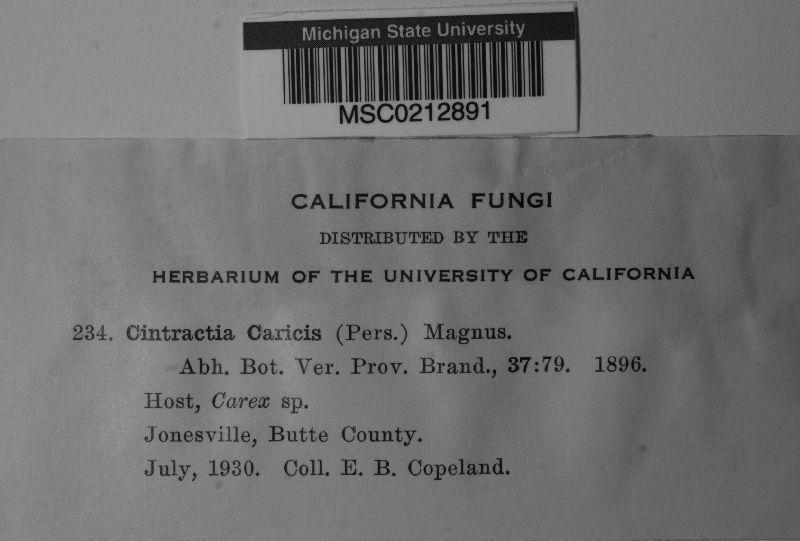 Michigan State University
MSC0212891
CALIFORNIA FUNGI
DISTRIBUTED BY THE
HERBARIUM OF THE UNIVERSITY OF CALIFORNIA
234. Cintractia Caricis (Pers.) Magnus.
Abh. Bot. Ver. Prov. Brand., 37:79. 1896.
Host, Carex sp.
Jonesville, Butte County.
July, 1930. Coll. E. B. Copeland.